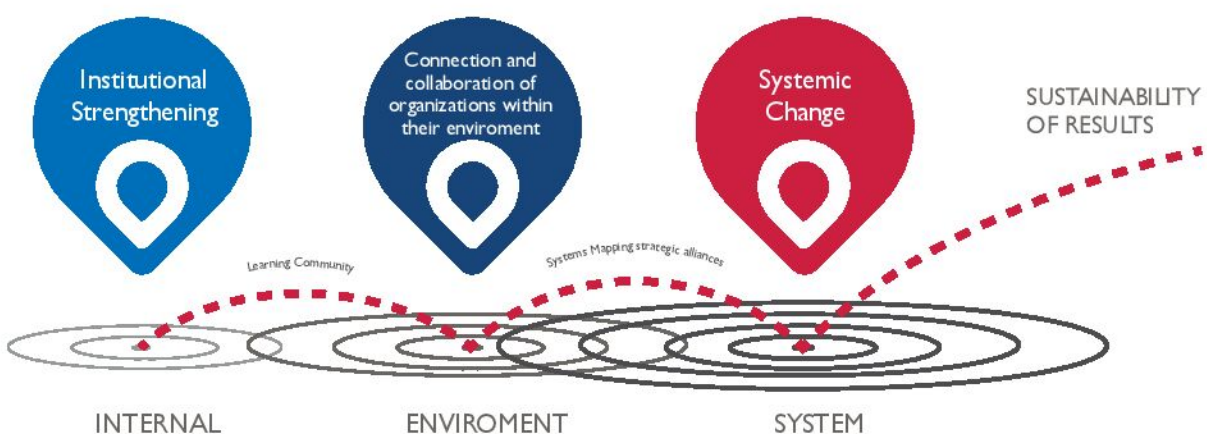 Institutional
Strengthening
Connection and
collaboration of
organizations within
their enviroment
Systemic
Change
SUSTAINABILITY
OF RESULTS
Learning Community
Systems Mapping strategic alliances
INTERNAL
ENVIROMENT
SYSTEM